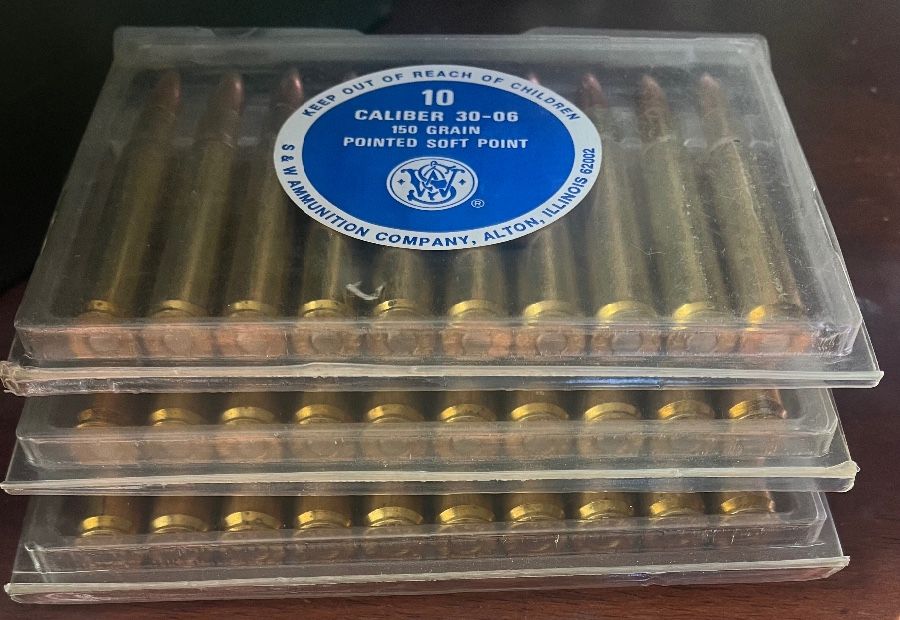 KEEP OUT OF REACH OF CHILDREN
10
CALIBER 30-06
150 GRAIN
POINTED SOFT POINT
S&W
®
S & W AMMUNITION COMPANY, ALTON, ILLINOIS 62002